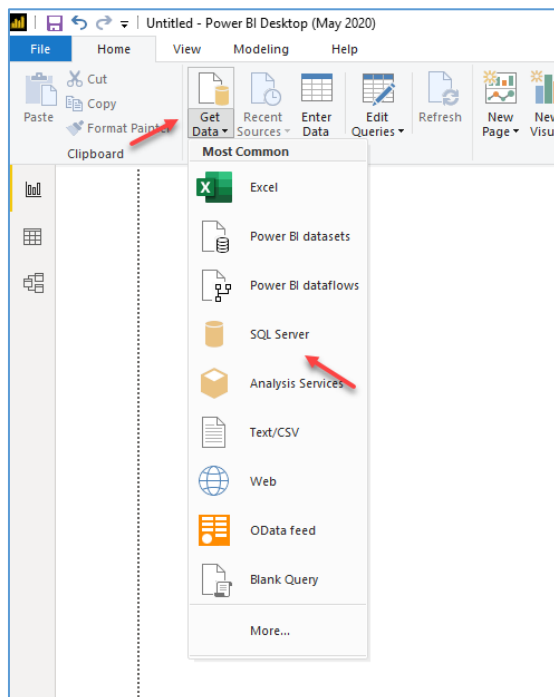 Untitled - Power BI Desktop (May 2020)
File Home View Modeling Help
Cut
Copy
Format Painter
Paste
Clipboard
Get Data
Recent Sources
Enter Data
Edit Queries
Refresh
New Page
New Visu
Most Common
Excel
Power BI datasets
Power BI dataflows
SQL Server
Analysis Services
Text/CSV
Web
OData feed
Blank Query
More...